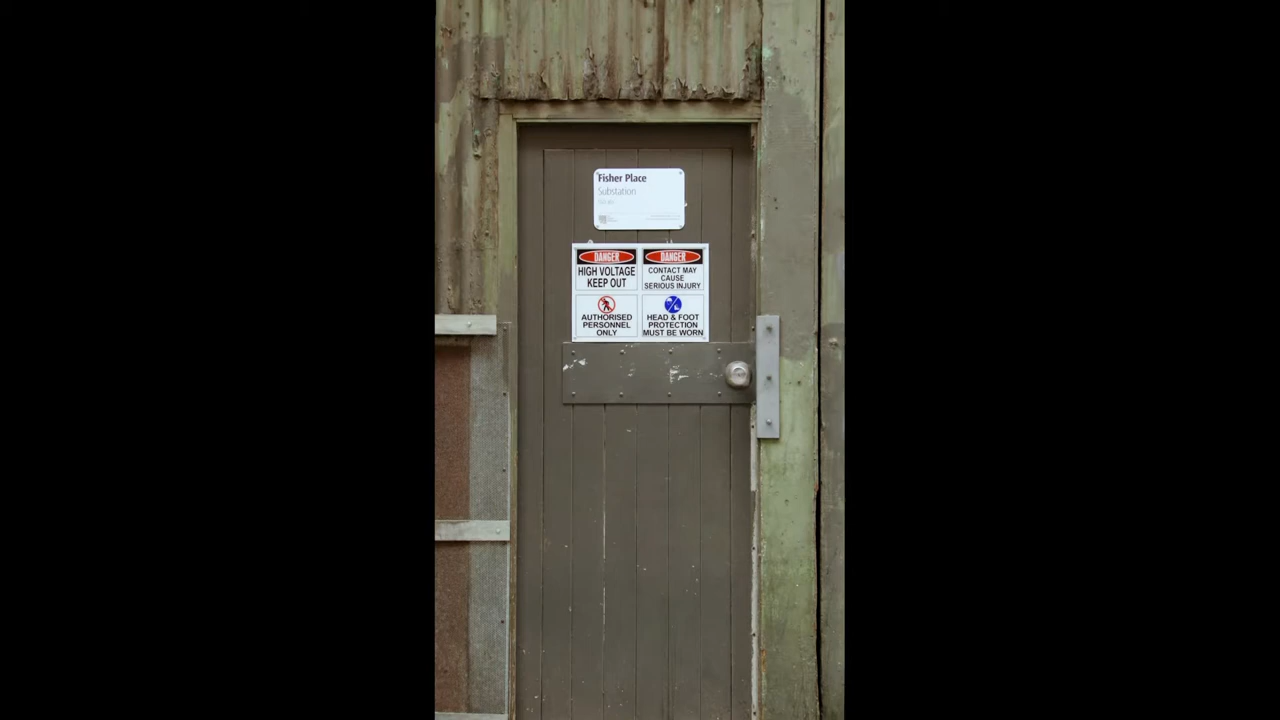 Fisher Place
Substation
DANGER
HIGH VOLTAGE
KEEP OUT
DANGER
CONTACT MAY
CAUSE
SERIOUS INJURY
AUTHORISED
PERSONNEL
ONLY
HEAD & FOOT
PROTECTION
MUST BE WORN